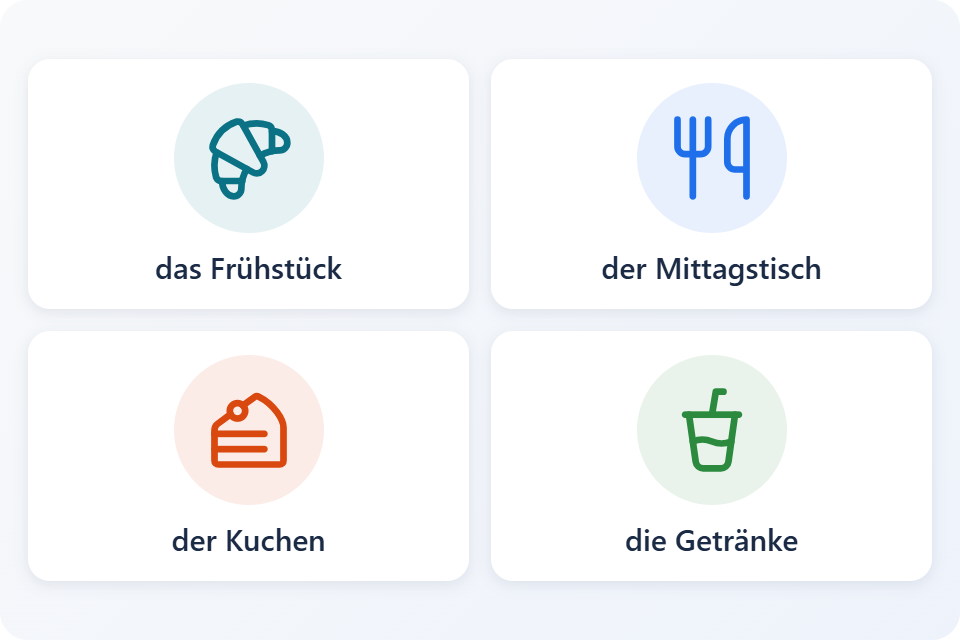 das Frühstück
der Mittagstisch
der Kuchen
die Getränke